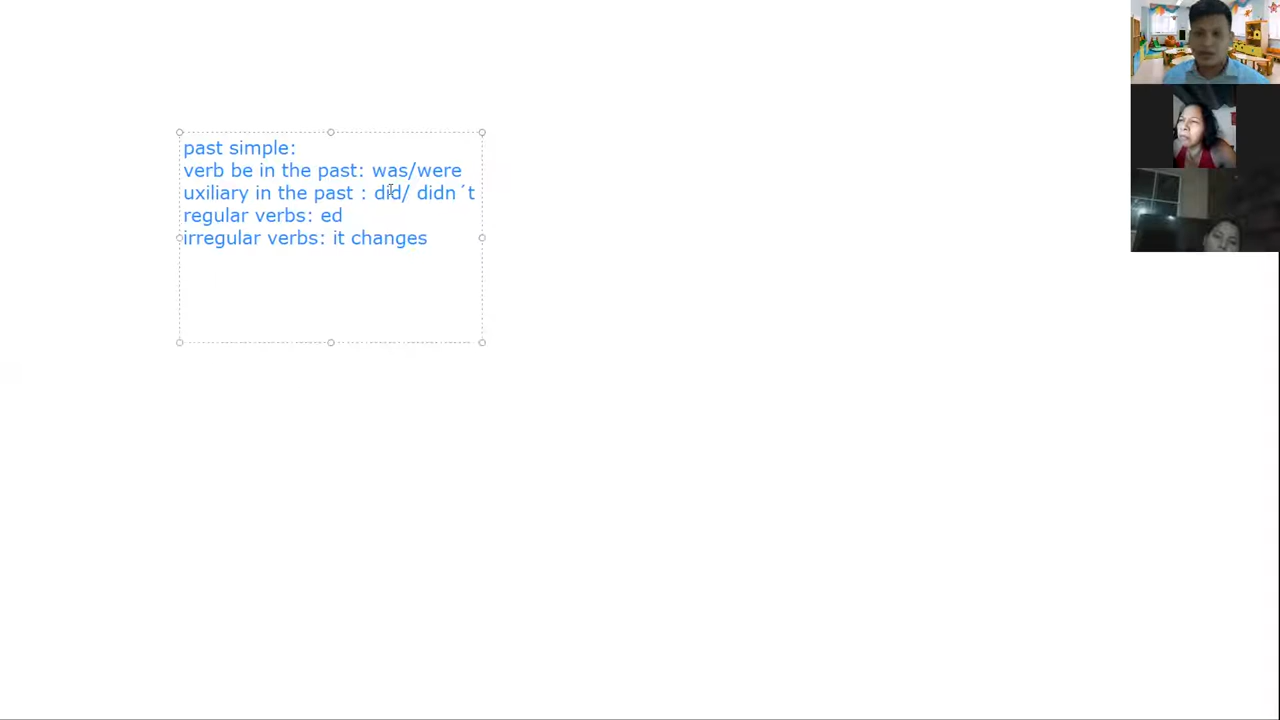 past simple:
verb be in the past: was/were
uxiliary in the past : did/ didn´t
regular verbs: ed
irregular verbs: it changes